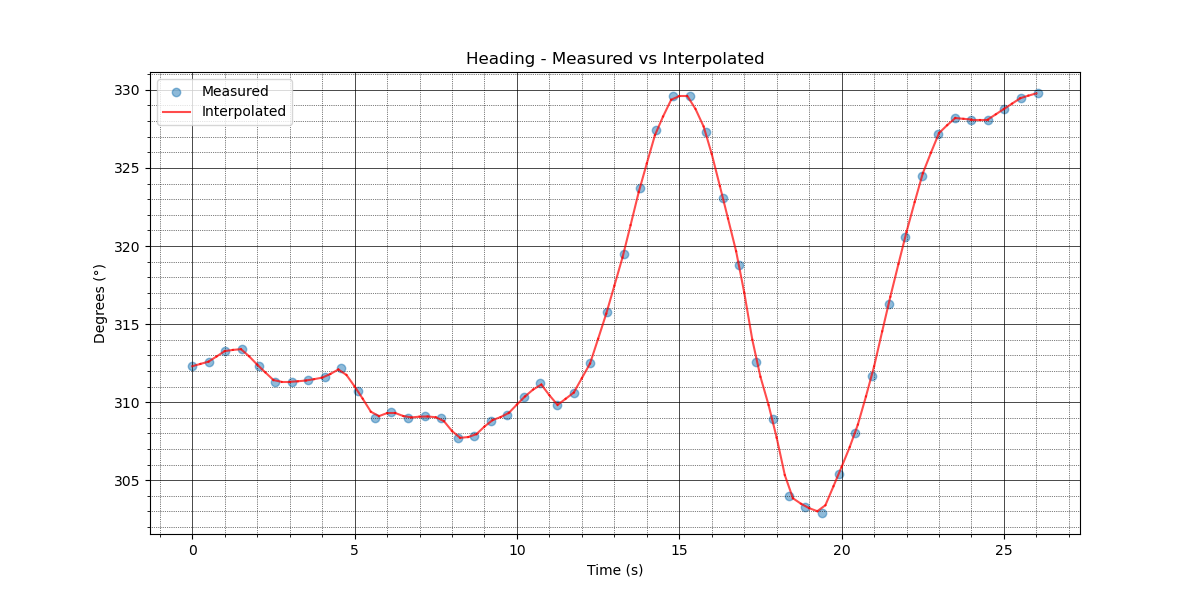 Heading - Measured vs Interpolated
Measured
Interpolated
Degrees (°)
330
325
320
315
310
305
0
5
10
15
20
25
Time (s)